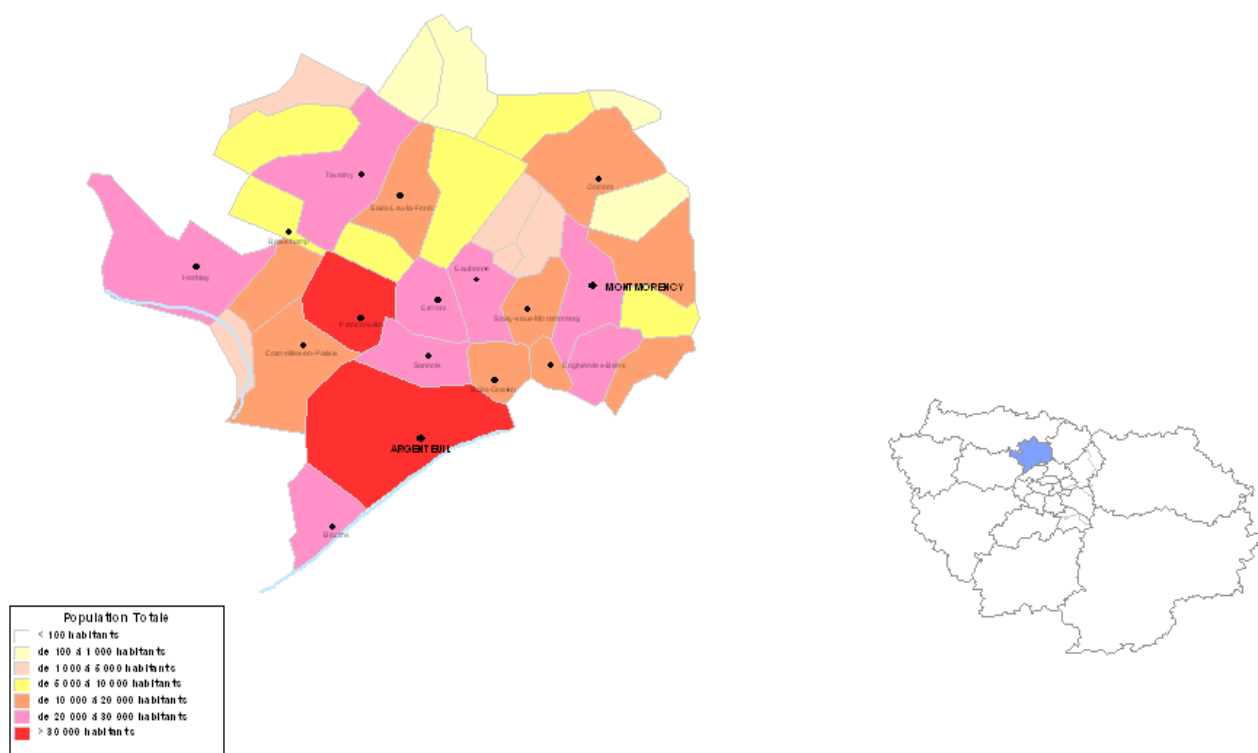 Taverny
Domont
Saint-Leu-la-Forêt
Beauchamp
Herblay
Eaubonne
MONTMORENCY
Ermont
Franconville
Soisy-sous-Montmorency
Cormeilles-en-Parisis
Sannois
Enghien-les-Bains
Saint-Gratien
ARGENTEUIL
Bezons
Population Totale
< 100 habitants
de 100 à 1 000 habitants
de 1 000 à 5 000 habitants
de 5 000 à 10 000 habitants
de 10 000 à 20 000 habitants
de 20 000 à 30 000 habitants
> 30 000 habitants